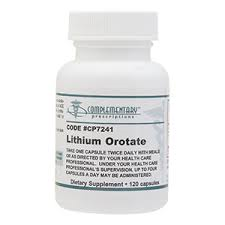 COMPLEMENTARY
prescriptions
CODE #CP7241
Lithium Orotate
TAKE ONE CAPSULE TWICE DAILY WITH MEALS
OR AS DIRECTED BY YOUR HEALTH CARE
PROFESSIONAL. UNDER YOUR HEALTH CARE
PROFESSIONAL'S SUPERVISION, UP TO FOUR
CAPSULES A DAY MAY BE ADMINISTERED.
Dietary Supplement • 120 capsules